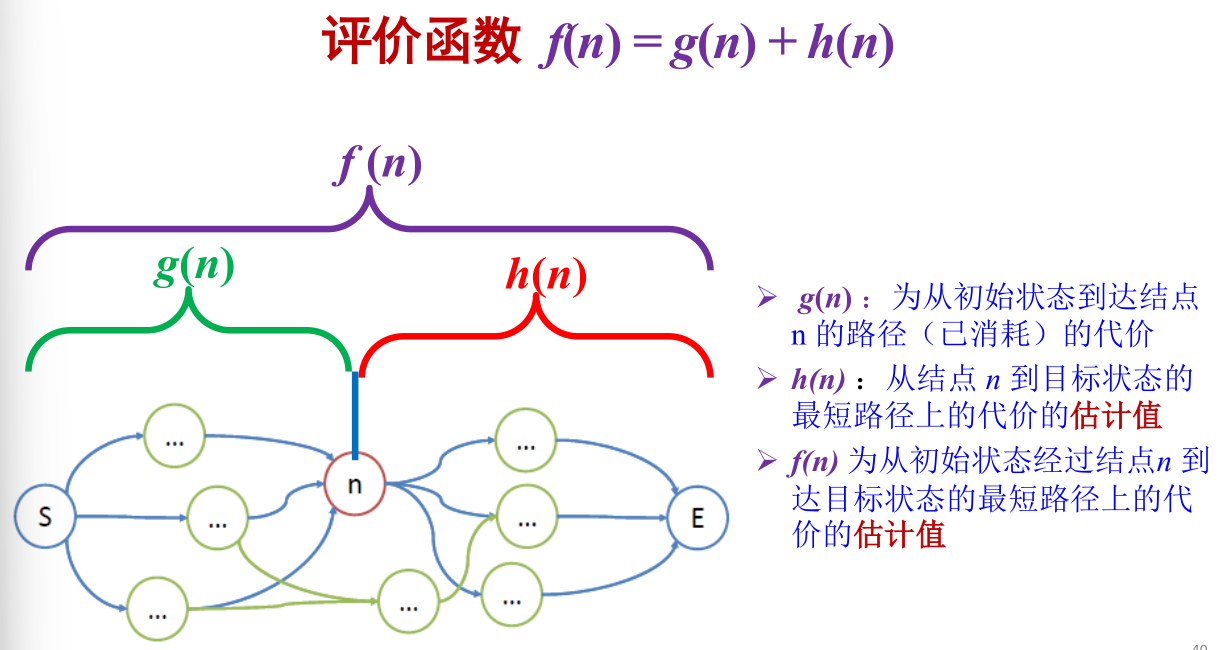 评价函数 f(n) = g(n) + h(n)
f (n)
g(n)
h(n)
➢ g(n) ：为从初始状态到达结点
n 的路径（已消耗）的代价
➢ h(n) ：从结点 n 到目标状态的
最短路径上的代价的估计值
➢ f(n) 为从初始状态经过结点n 到
达目标状态的最短路径上的代
价的估计值
...
n
...
S
...
E
...
...
...
...